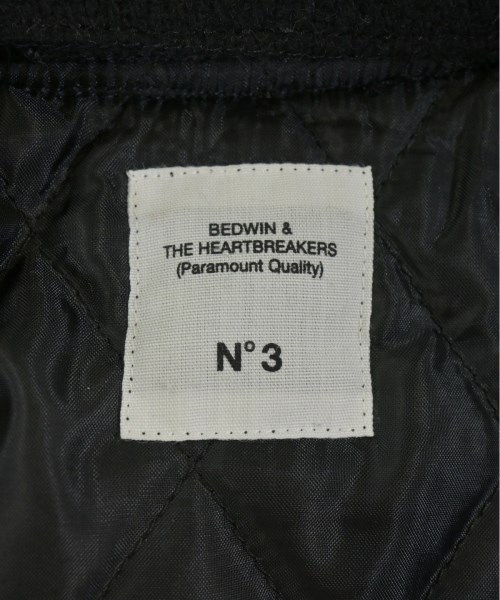 BEDWIN &
THE HEARTBREAKERS
(Paramount Quality)
N° 3